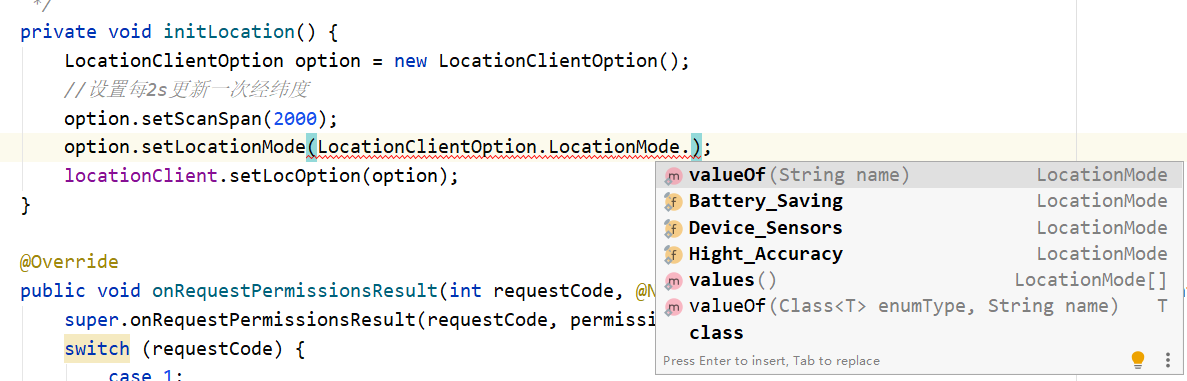 */
private void initLocation() {
LocationClientOption option = new LocationClientOption();
//设置每2s更新一次经纬度
option.setScanSpan(2000);
option.setLocationMode(LocationClientOption.LocationMode.);
locationClient.setLocOption(option);
}
valueOf(String name) LocationMode
Battery_Saving LocationMode
Device_Sensors LocationMode
Hight_Accuracy LocationMode
values() LocationMode[]
valueOf(Class<T> enumType, String name) T
class
Press Enter to insert, Tab to replace
@Override
public void onRequestPermissionsResult(int requestCode, @N
super.onRequestPermissionsResult(requestCode, permissi
switch (requestCode) {
case 1: